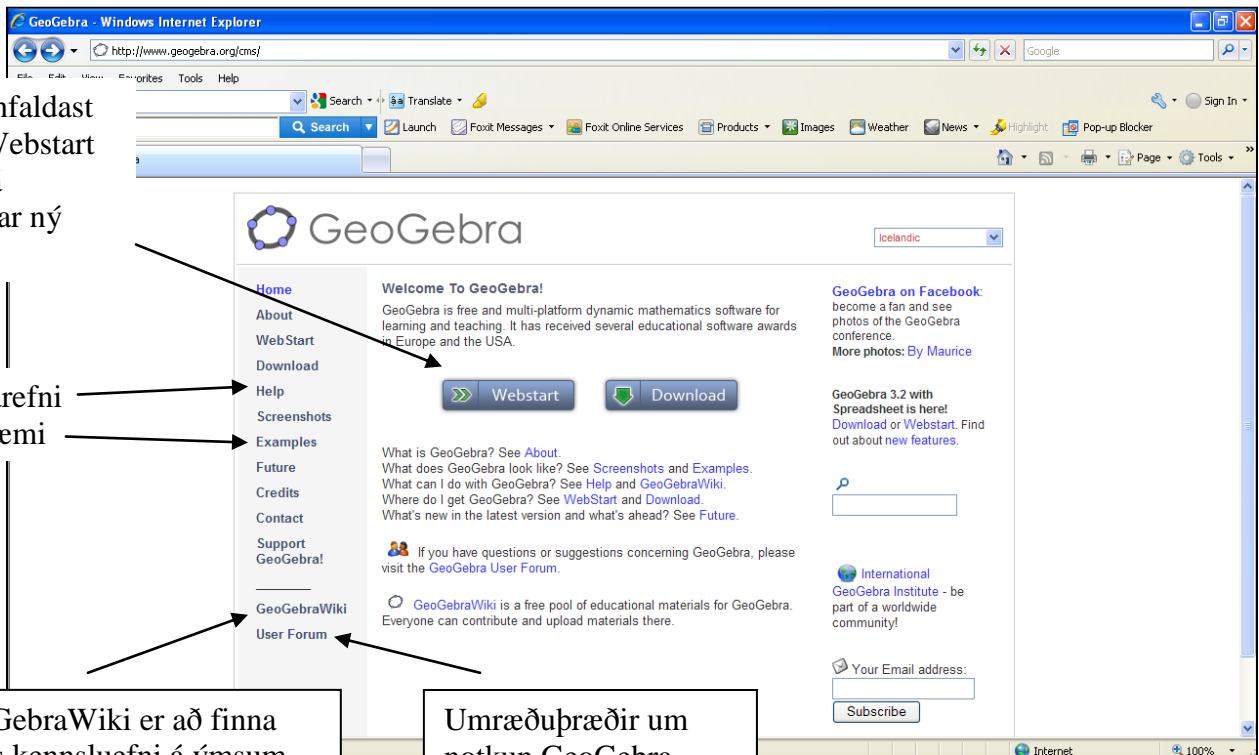 GeoGebra - Windows Internet Explorer
http://www.geogebra.org/cms/
Google
Tools Help
Search
Translate
Sign In
Search
Launch
Foxit Messages
Foxit Online Services
Products
Images
Weather
News
Highlight
Pop-up Blocker
Page
Tools
ar ný
GeoGebra
Icelandic
Home
About
WebStart
Download
Help
Screenshots
Examples
Future
Credits
Contact
Support
GeoGebra!
GeoGebraWiki
User Forum
Welcome To GeoGebra!
GeoGebra is free and multi-platform dynamic mathematics software for
learning and teaching. It has received several educational software awards
in Europe and the USA.
Webstart
Download
What is GeoGebra? See About.
What does GeoGebra look like? See Screenshots and Examples.
What can I do with GeoGebra? See Help and GeoGebraWiki.
Where do I get GeoGebra? See WebStart and Download.
What's new in the latest version and what's ahead? See Future.
If you have questions or suggestions concerning GeoGebra, please
visit the GeoGebra User Forum.
GeoGebraWiki is a free pool of educational materials for GeoGebra.
Everyone can contribute and upload materials there.
GeoGebra on Facebook:
become a fan and see
photos of the GeoGebra
conference.
More photos: By Maurice
GeoGebra 3.2 with
Spreadsheet is here!
Download or Webstart. Find
out about new features.
International
GeoGebra Institute - be
part of a worldwide
community!
Your Email address:
Subscribe
GebraWiki er að finna
kennsluefni á ýmsum
Umræðuþræðir um
notkun GeoGebra
Internet
100%